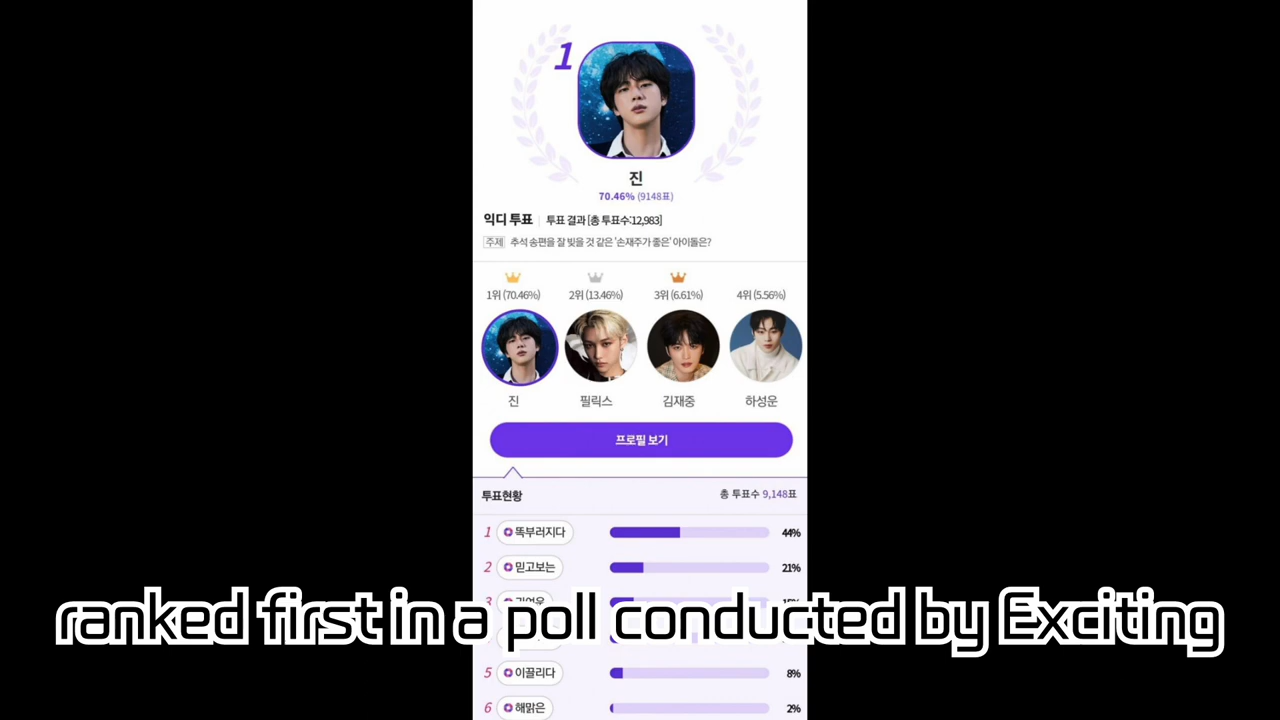 1
진
70.46% (9148표)
익디 투표 투표 결과 [총 투표수:12,983]
주제 추석 송편을 잘 빚을 것 같은 '손재주가 좋은' 아이돌은?
1위 (70.46%) 2위 (13.46%) 3위 (6.61%) 4위 (5.56%)
진 필릭스 김재중 하성운
프로필 보기
투표현황 총 투표수 9,148표
1 똑부러지다 44%
2 믿고보는 21%
3
ranked first in a poll conducted by Exciting
5 이끌리다 8%
6 해맑은 2%